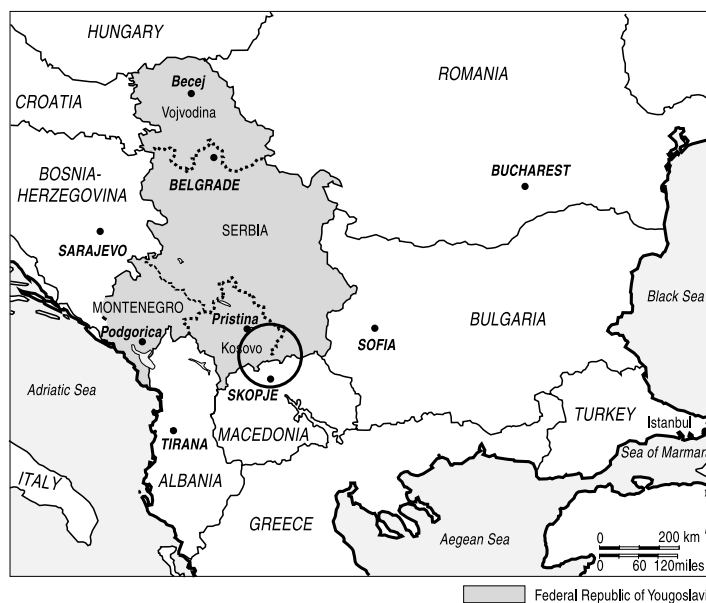 HUNGARY
ROMANIA
Becej
CROATIA
Vojvodina
BOSNIA-
HERZEGOVINA
BELGRADE
BUCHAREST
SERBIA
SARAJEVO
MONTENEGRO
Black Sea
Pristina
Podgorica
BULGARIA
Kosovo
SOFIA
Adriatic Sea
SKOPJE
TURKEY
Istanbul
TIRANA
MACEDONIA
Sea of Marmara
ITALY
ALBANIA
GREECE
Aegean Sea
0 200 km
0 60 120miles
Federal Republic of Yougoslavi